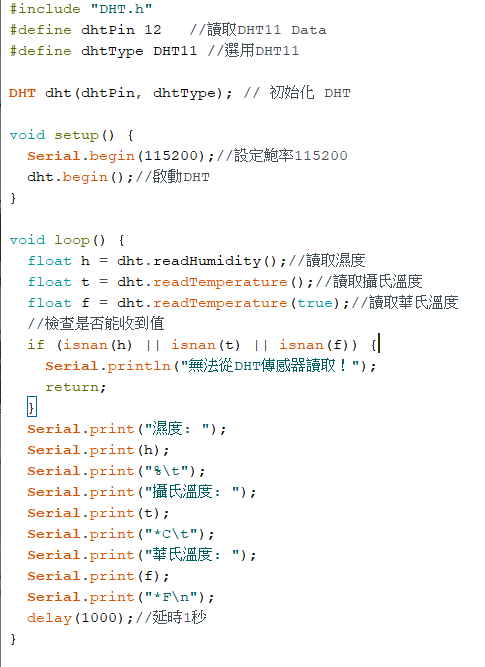 #include "DHT.h"
#define dhtPin 12   //讀取DHT11 Data
#define dhtType DHT11 //選用DHT11

DHT dht(dhtPin, dhtType); // 初始化 DHT

void setup() {
  Serial.begin(115200);//設定鮑率115200
  dht.begin();//啟動DHT
}

void loop() {
  float h = dht.readHumidity();//讀取濕度
  float t = dht.readTemperature();//讀取攝氏溫度
  float f = dht.readTemperature(true);//讀取華氏溫度
  //檢查是否能收到值
  if (isnan(h) || isnan(t) || isnan(f)) {
    Serial.println("無法從DHT傳感器讀取！");
    return;
  }
  Serial.print("濕度: ");
  Serial.print(h);
  Serial.print("%\t");
  Serial.print("攝氏溫度: ");
  Serial.print(t);
  Serial.print("*C\t");
  Serial.print("華氏溫度: ");
  Serial.print(f);
  Serial.print("*F\n");
  delay(1000);//延時1秒
}